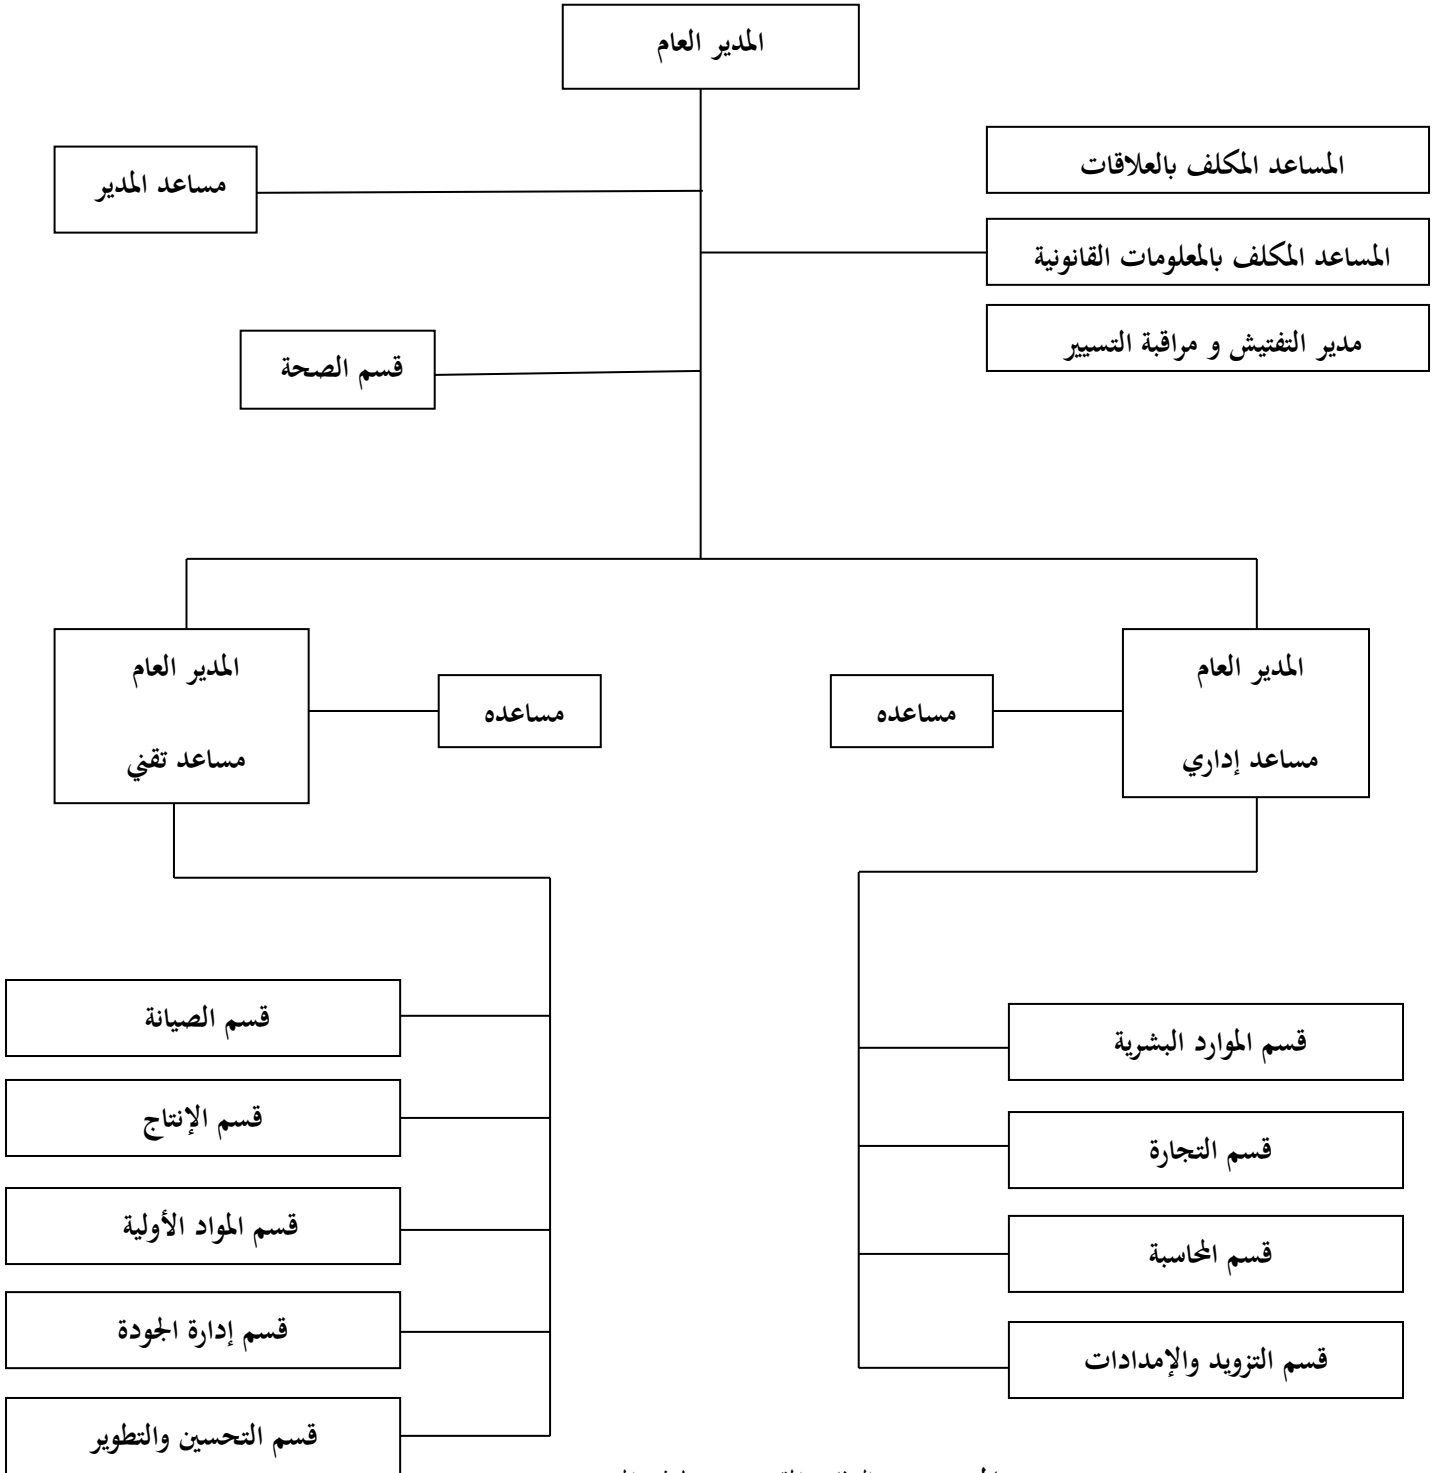 المدير العام
المساعد المكلف بالعلاقات
مساعد المدير
المساعد المكلف بالمعلومات القانونية
مدير التفتيش و مراقبة التسيير
قسم الصحة
المدير العام
مساعد إداري
مساعده
مساعده
المدير العام
مساعد تقني
قسم الموارد البشرية
قسم التجارة
قسم المحاسبة
قسم التزويد والإمدادات
قسم الصيانة
قسم الإنتاج
قسم المواد الأولية
قسم إدارة الجودة
قسم التحسين والتطوير